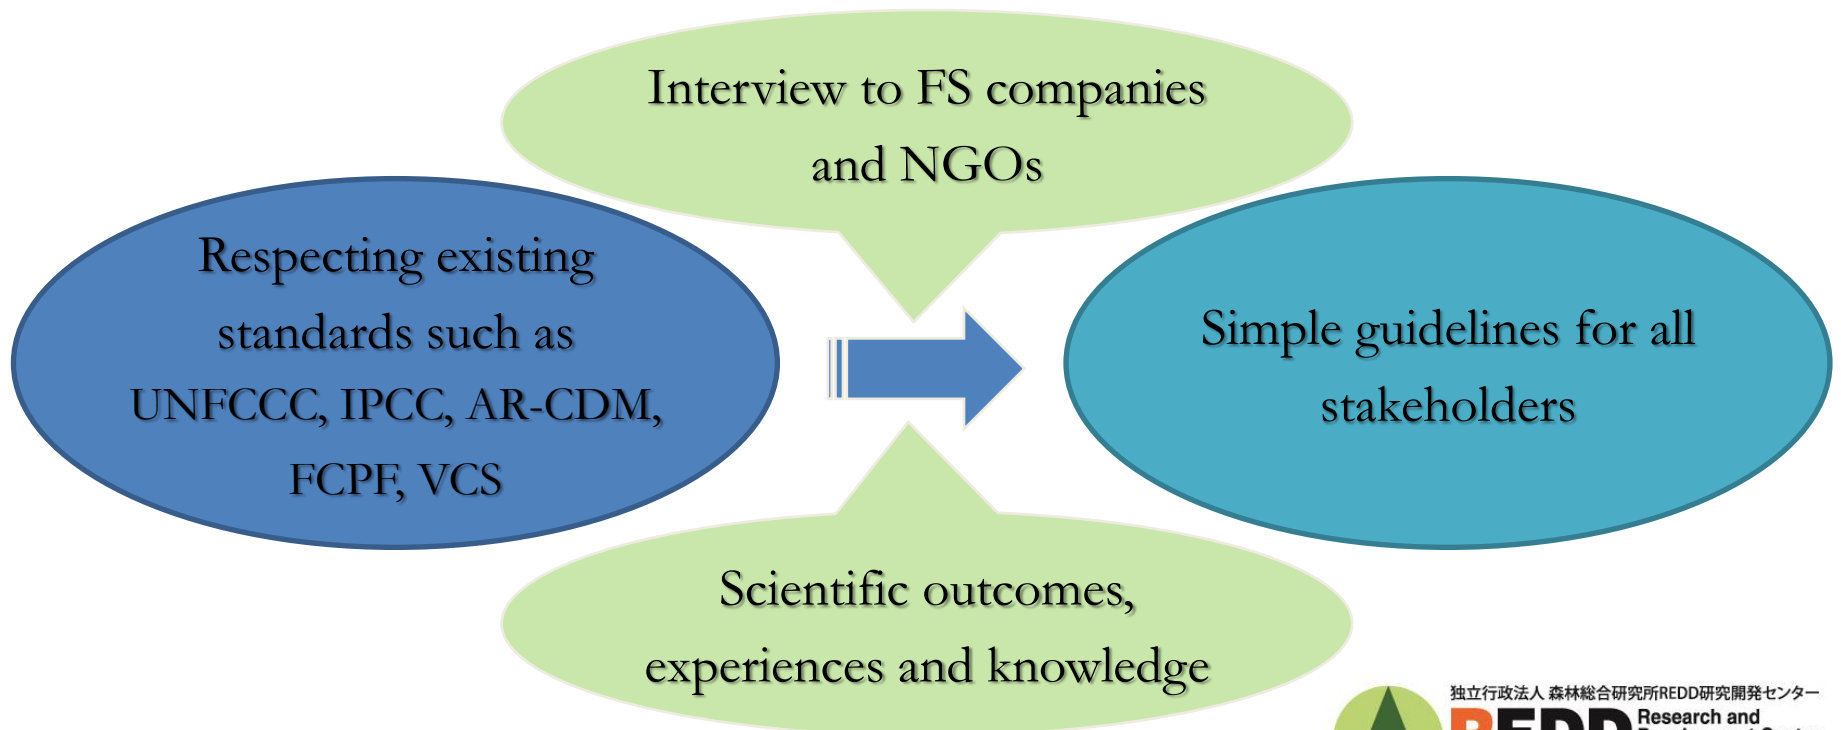 Interview to FS companies
and NGOs
Respecting existing
standards such as
UNFCCC, IPCC, AR-CDM,
FCPF, VCS
Simple guidelines for all
stakeholders
Scientific outcomes,
experiences and knowledge
独立行政法人 森林総合研究所REDD研究開発センター
REDD Research and